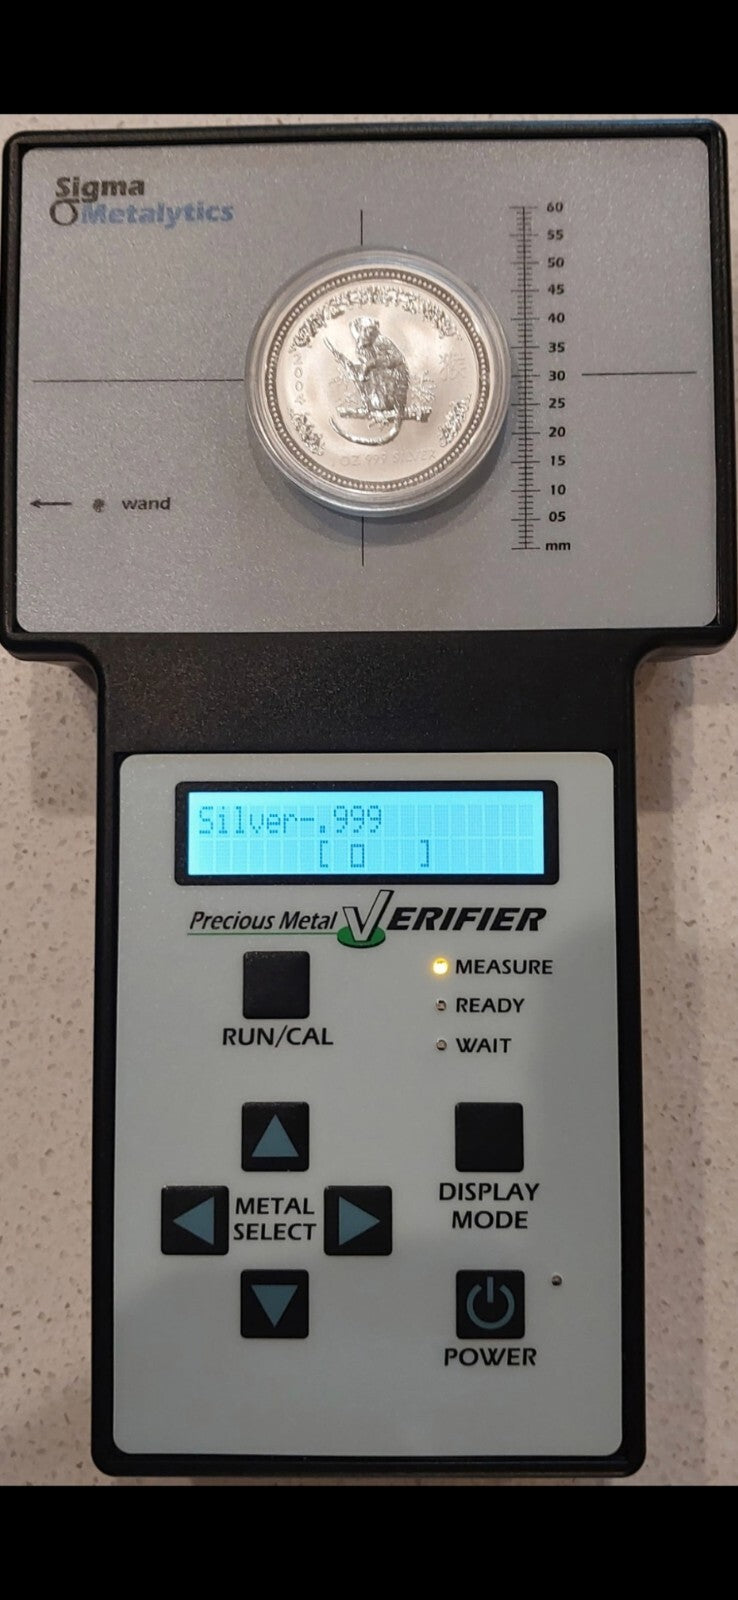 Sigma
Metalytics
60
55
50
45
40
35
30
25
20
15
10
05
mm
2004
OZ 999 SILVER
wand
Silver-.999
[ 0 ]
Precious Metal VERIFIER
RUN/CAL
MEASURE
READY
WAIT
METAL
SELECT
DISPLAY
MODE
POWER